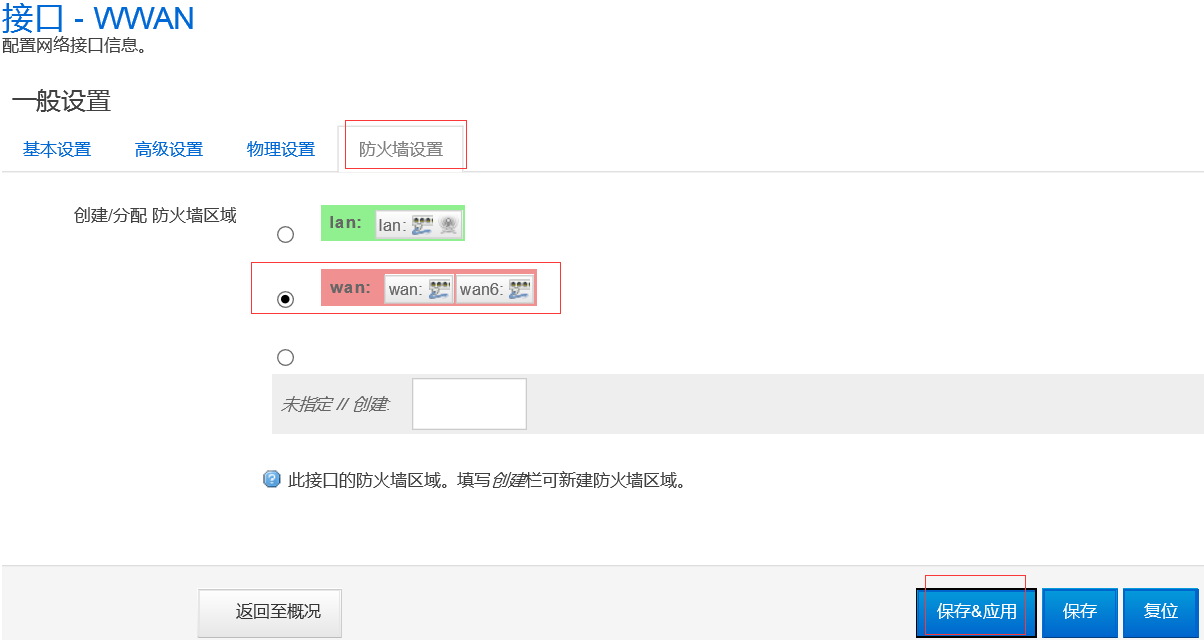 接口 - WWAN
配置网络接口信息。
一般设置
基本设置 高级设置 物理设置 防火墙设置
创建/分配 防火墙区域
lan: lan:
wan: wan: wan6:
未指定 // 创建:
此接口的防火墙区域。填写创建栏可新建防火墙区域。
返回至概况 保存&应用 保存 复位